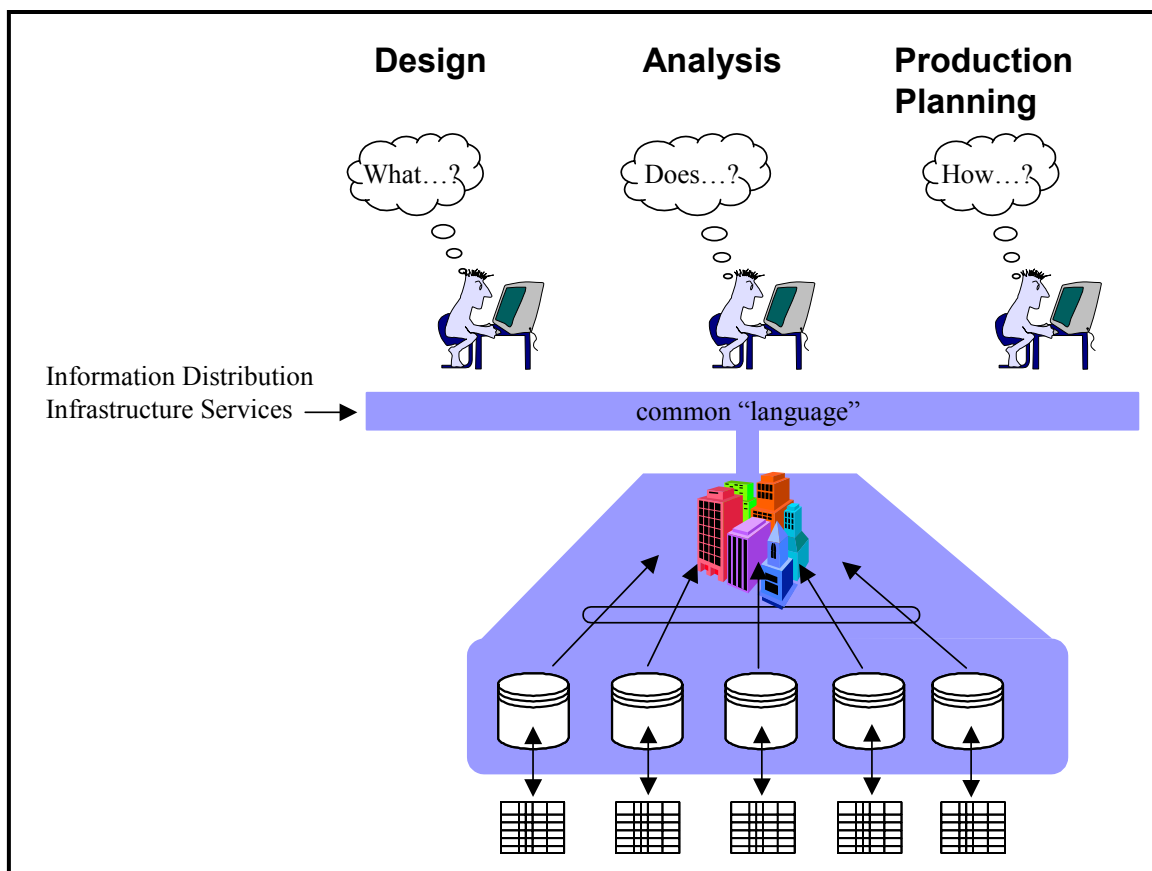 Design
Analysis
Production
Planning
What…?
Does…?
How…?
Information Distribution
Infrastructure Services
common “language”